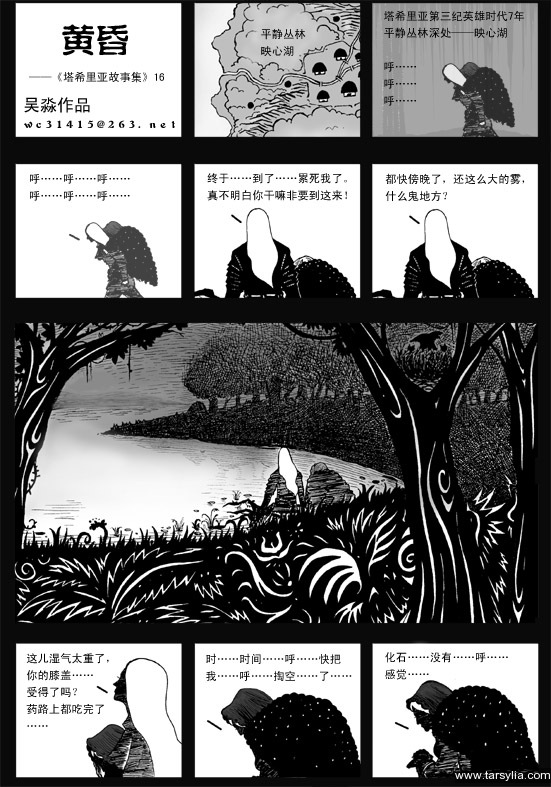 黄昏
——《塔希里亚故事集》16
吴淼作品
wc31415@263.net
平静丛林
映心湖
塔希里亚第三纪英雄时代7年
平静丛林深处——映心湖
呼……
呼……
呼……
呼……呼……呼……
呼……呼……呼……
终于……到了……累死我了。
真不明白你干嘛非要到这来！
都快傍晚了，还这么大的雾，
什么鬼地方？
这儿湿气太重了，
你的膝盖……
受得了吗？
药路上都吃完了
……
时……时间……呼……快把
我……呼……掏空……了……
化石……没有……呼……
感觉……
www.tarsylia.com